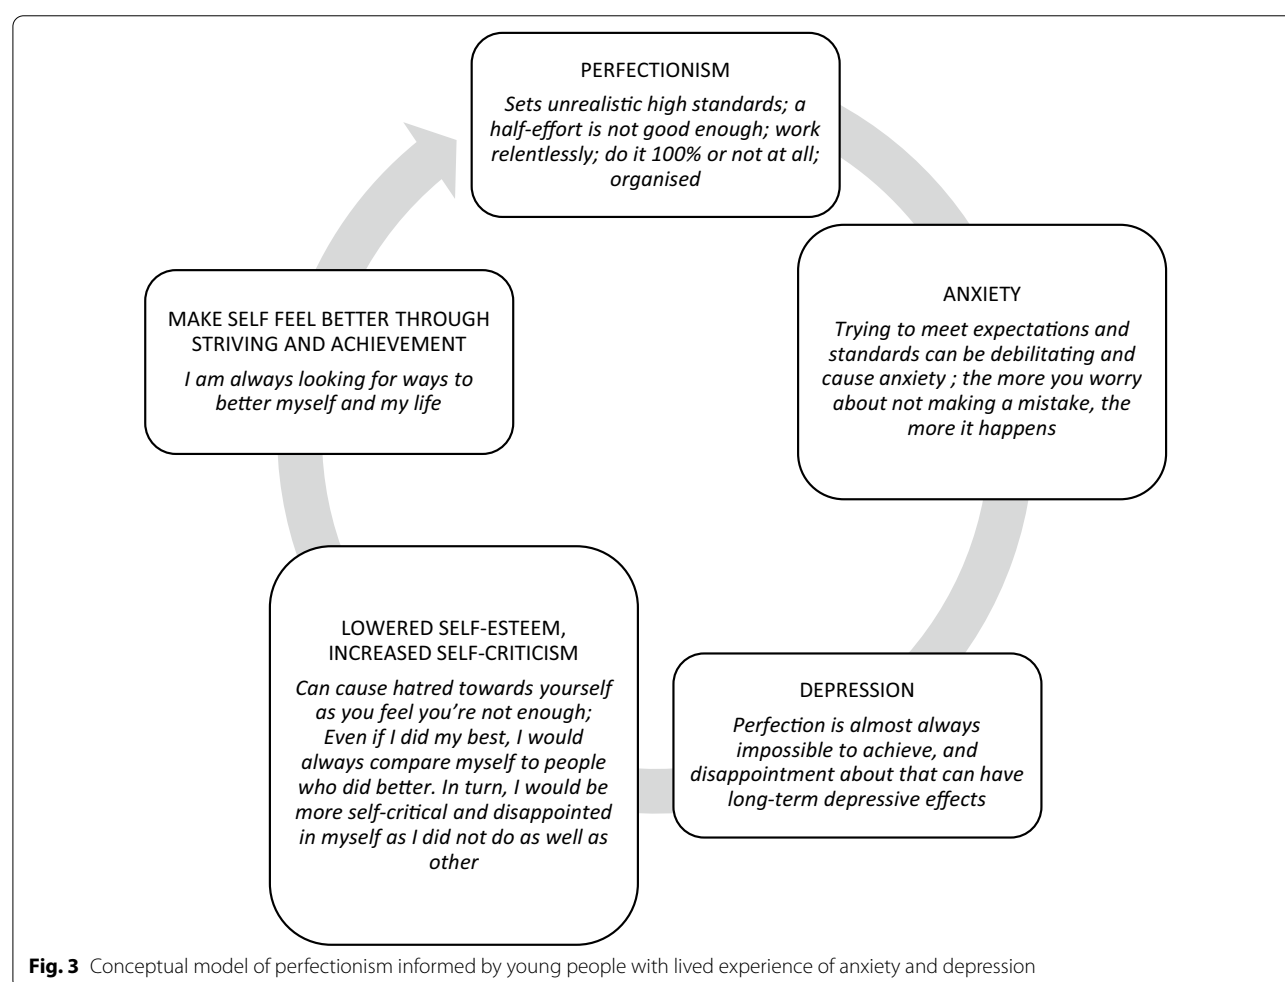 PERFECTIONISM
Sets unrealistic high standards; a
half-effort is not good enough; work
relentlessly; do it 100% or not at all;
organised
ANXIETY
Trying to meet expectations and
standards can be debilitating and
cause anxiety ; the more you worry
about not making a mistake, the
more it happens
DEPRESSION
Perfection is almost always
impossible to achieve, and
disappointment about that can have
long-term depressive effects
LOWERED SELF-ESTEEM,
INCREASED SELF-CRITICISM
Can cause hatred towards yourself
as you feel you’re not enough;
Even if I did my best, I would
always compare myself to people
who did better. In turn, I would be
more self-critical and disappointed
in myself as I did not do as well as
other
MAKE SELF FEEL BETTER THROUGH
STRIVING AND ACHIEVEMENT
I am always looking for ways to
better myself and my life
Fig. 3 Conceptual model of perfectionism informed by young people with lived experience of anxiety and depression